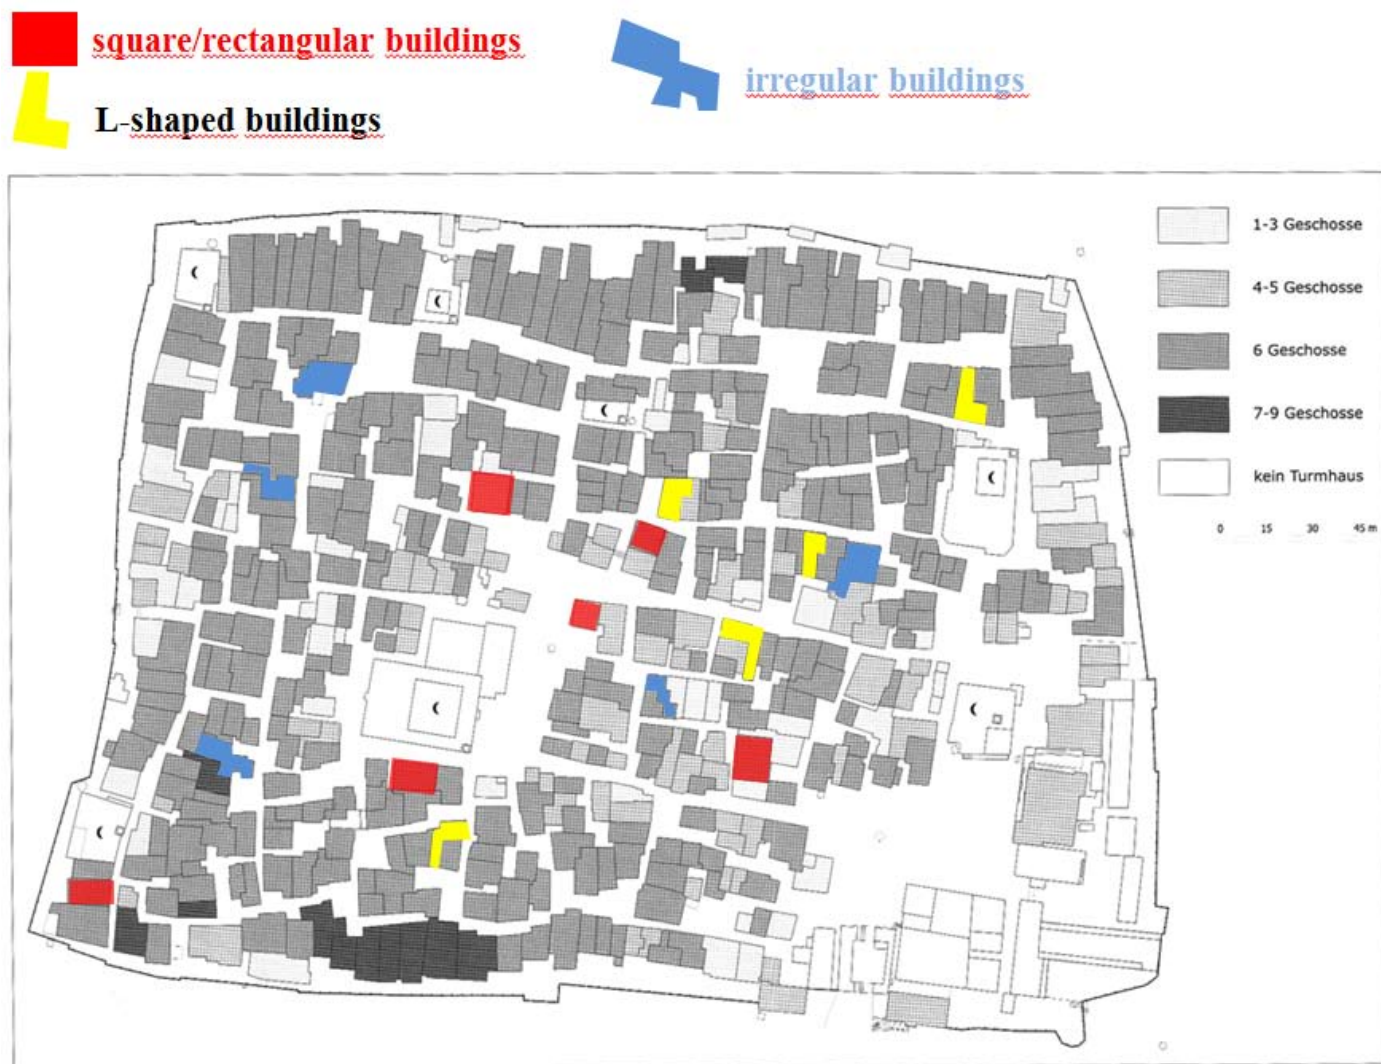 square/rectangular buildings
irregular buildings
L-shaped buildings
1-3 Geschosse
4-5 Geschosse
6 Geschosse
7-9 Geschosse
kein Turmhaus
0 15 30 45 m